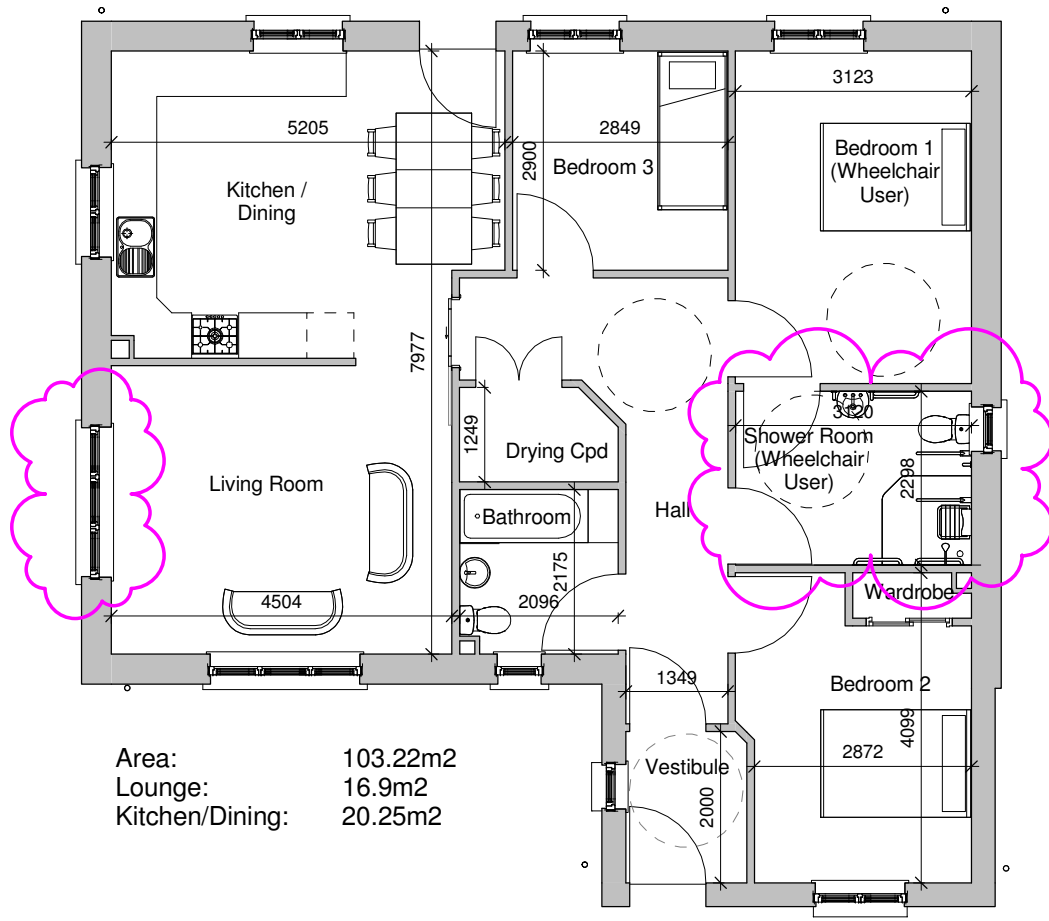 3123
5205
2849
Bedroom 1
(Wheelchair
User)
Bedroom 3
2900
Kitchen /
Dining
7977
1249
Drying Cpd
Shower Room
(Wheelchair
User)
2298
Living Room
Bathroom
Hall
2175
4504
2096
Wardrobe
1349
Bedroom 2
4099
Vestibule
2872
2000
Area: 103.22m2
Lounge: 16.9m2
Kitchen/Dining: 20.25m2